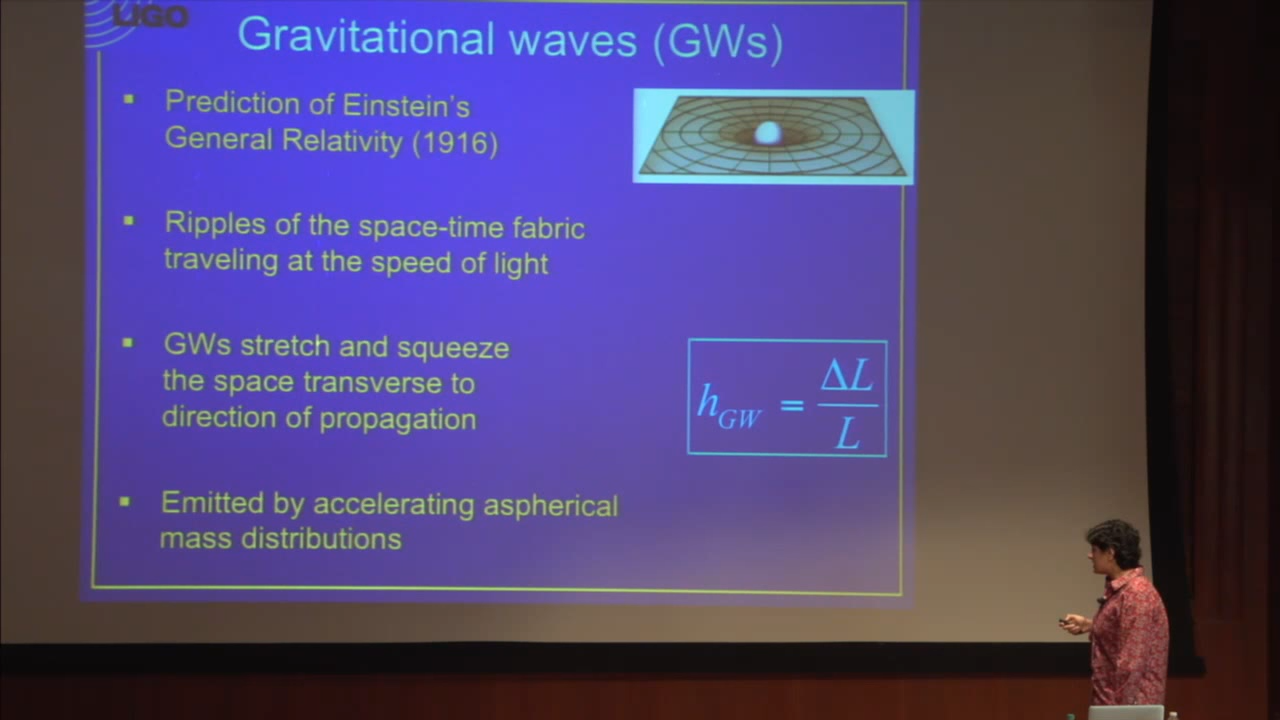 LIGO
Gravitational waves (GWs)
▪ Prediction of Einstein's
General Relativity (1916)
▪ Ripples of the space-time fabric
traveling at the speed of light
▪ GWs stretch and squeeze
the space transverse to
direction of propagation
h_GW = ΔL/L
▪ Emitted by accelerating aspherical
mass distributions